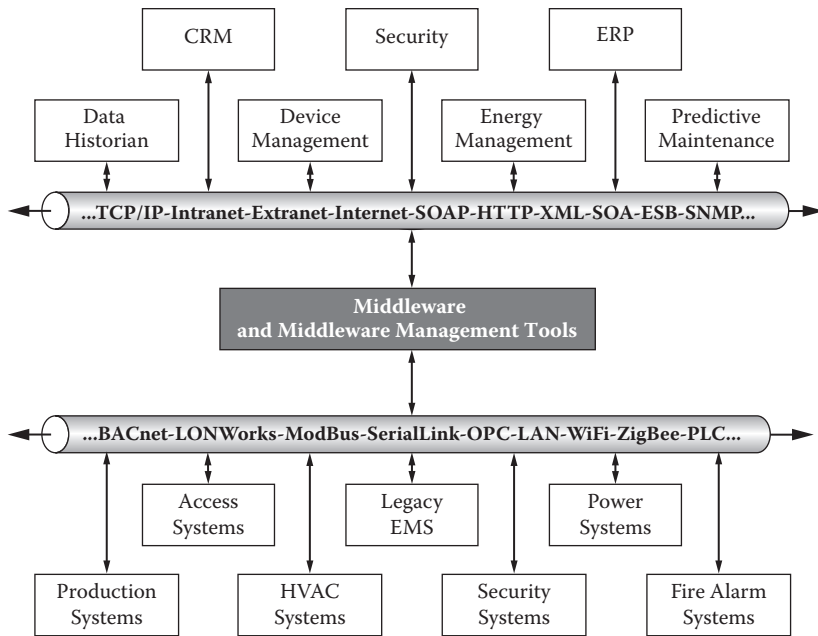 CRM
Security
ERP
Data
Historian
Device
Management
Energy
Management
Predictive
Maintenance
...TCP/IP-Intranet-Extranet-Internet-SOAP-HTTP-XML-SOA-ESB-SNMP...
Middleware
and Middleware Management Tools
...BACnet-LONWorks-ModBus-SerialLink-OPC-LAN-WiFi-ZigBee-PLC...
Access
Systems
Legacy
EMS
Power
Systems
Production
Systems
HVAC
Systems
Security
Systems
Fire Alarm
Systems